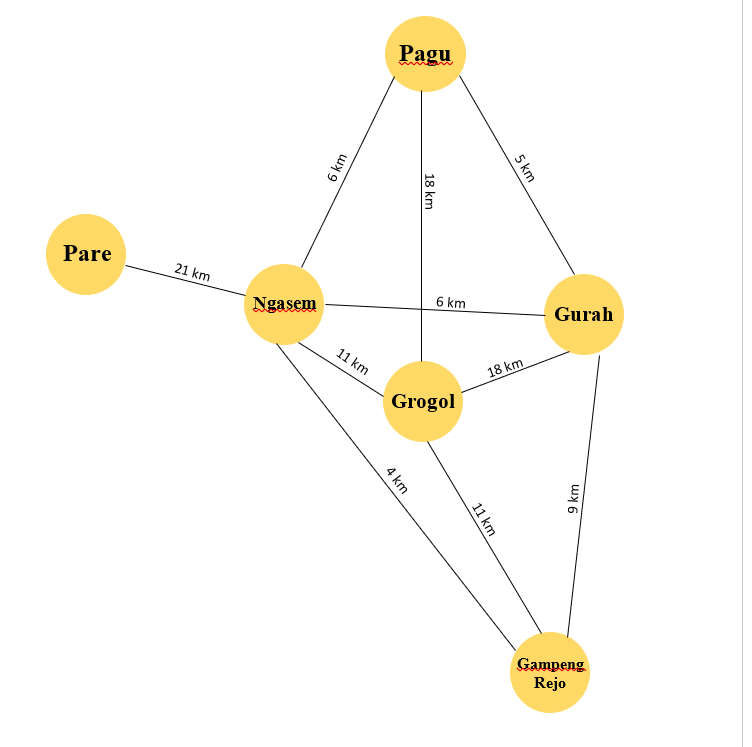 Pagu
6 km
18 km
5 km
Pare
21 km
Ngasem
6 km
Gurah
11 km
18 km
Grogol
4 km
11 km
9 km
Gampeng
Rejo